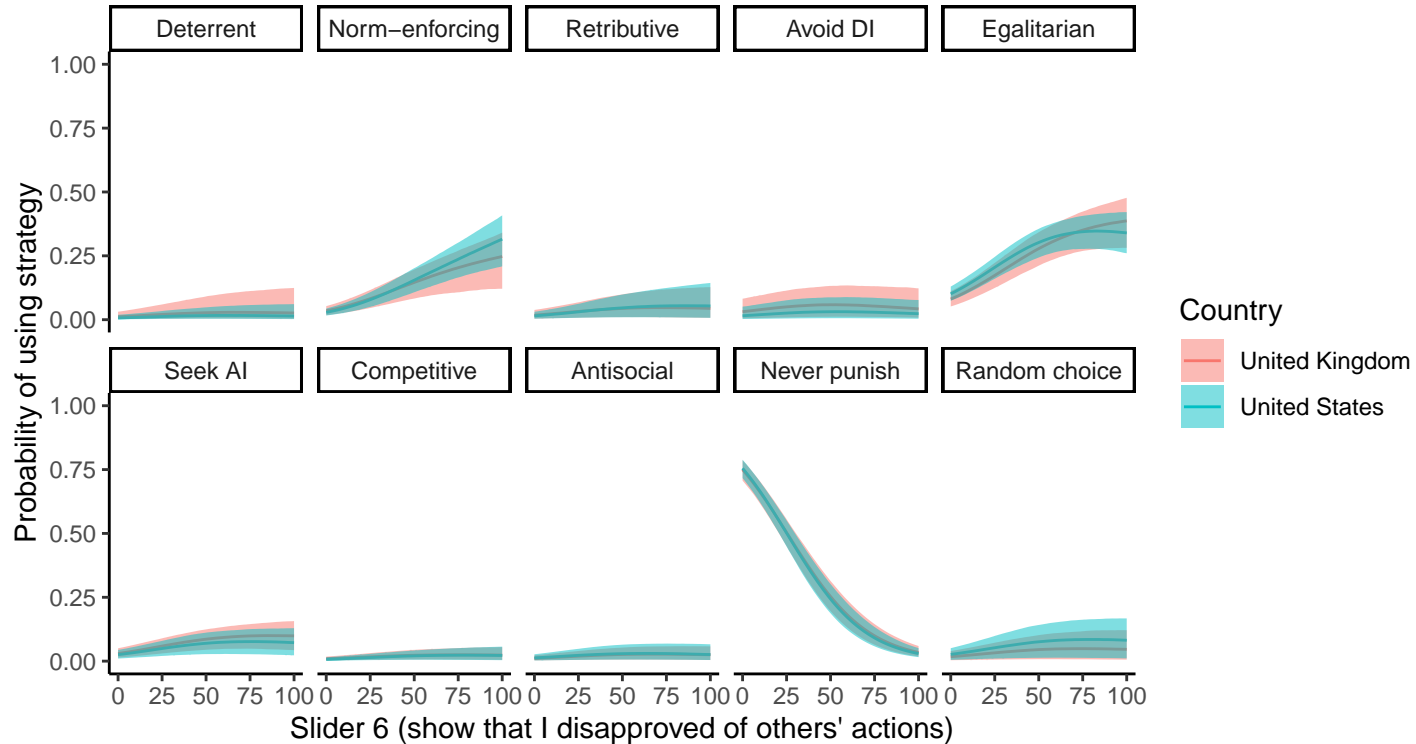 Deterrent Norm−enforcing Retributive Avoid DI Egalitarian
1.00
0.75
0.50
0.25
0.00
Seek AI Competitive Antisocial Never punish Random choice
1.00
0.75
0.50
0.25
0.00
0 25 50 75 100 0 25 50 75 100 0 25 50 75 100 0 25 50 75 100 0 25 50 75 100
Slider 6 (show that I disapproved of others' actions)
Probability of using strategy
Country
United Kingdom
United States